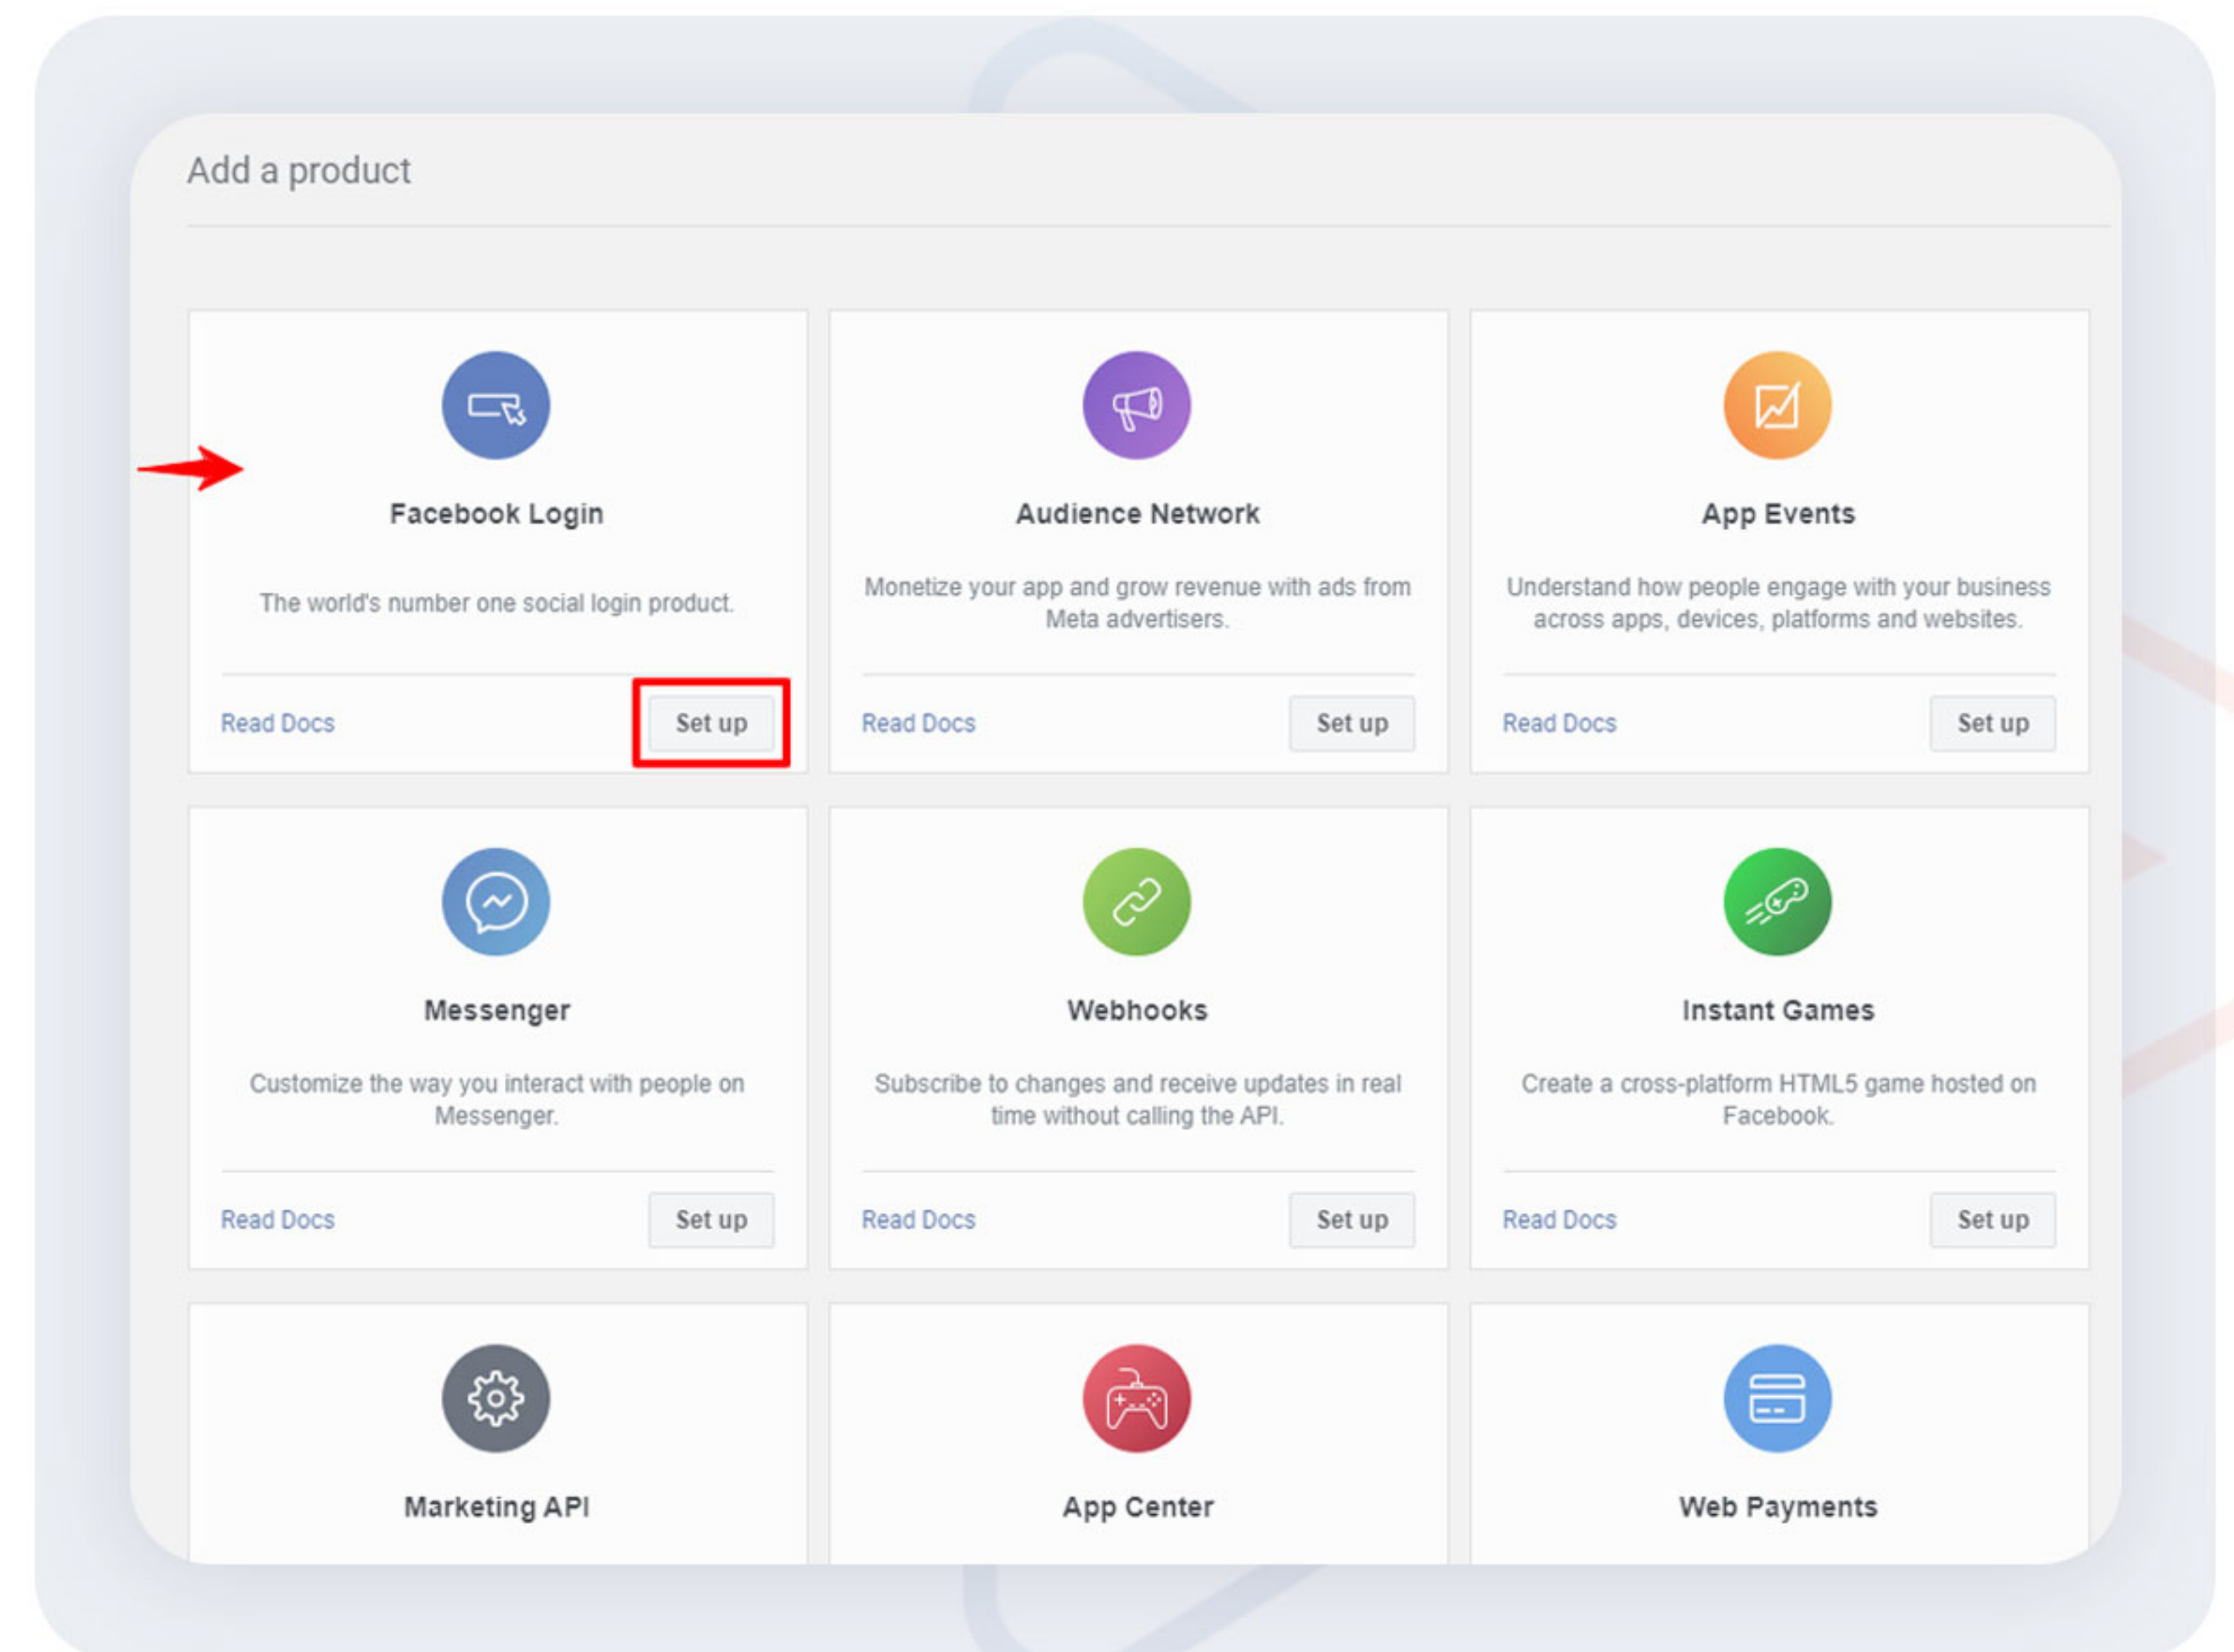 Add a product
Facebook Login
The world's number one social login product.
Read Docs
Set up
Audience Network
Monetize your app and grow revenue with ads from
Meta advertisers.
Read Docs
Set up
App Events
Understand how people engage with your business
across apps, devices, platforms and websites.
Read Docs
Set up
Messenger
Customize the way you interact with people on
Messenger.
Read Docs
Set up
Webhooks
Subscribe to changes and receive updates in real
time without calling the API.
Read Docs
Set up
Instant Games
Create a cross-platform HTML5 game hosted on
Facebook.
Read Docs
Set up
Marketing API
App Center
Web Payments